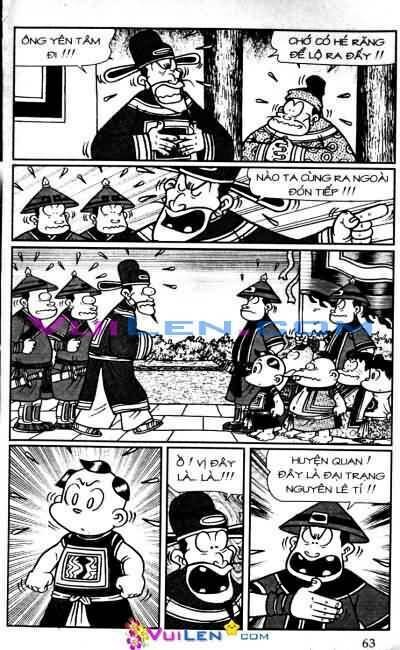 ÔNG YÊN TÂM
ĐI !!!
CHỚ CÓ HÉ RĂNG
ĐỂ LỘ RA ĐẤY !!
NÀO TA CÙNG RA NGOÀI
ĐÓN TIẾP !!!
VUILEN.COM
Ồ ! VỊ ĐÂY
LÀ... LÀ...!!!
HUYỆN QUAN !
ĐÂY LÀ ĐẠI TRẠNG
NGUYÊN LÊ TÍ !!
VUILEN.COM
63